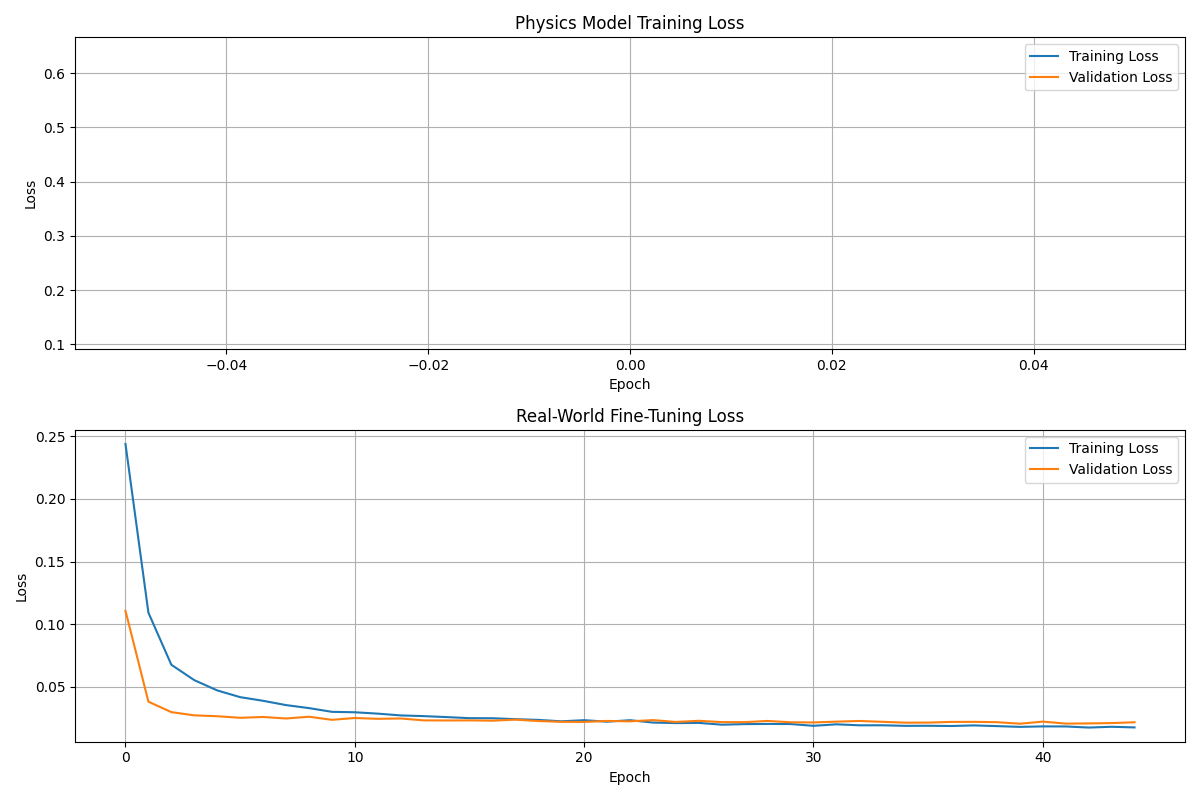 Physics Model Training Loss
Training Loss
Validation Loss
Loss
0.6
0.5
0.4
0.3
0.2
0.1
−0.04
−0.02
0.00
0.02
0.04
Epoch
Real-World Fine-Tuning Loss
Training Loss
Validation Loss
Loss
0.25
0.20
0.15
0.10
0.05
0
10
20
30
40
Epoch